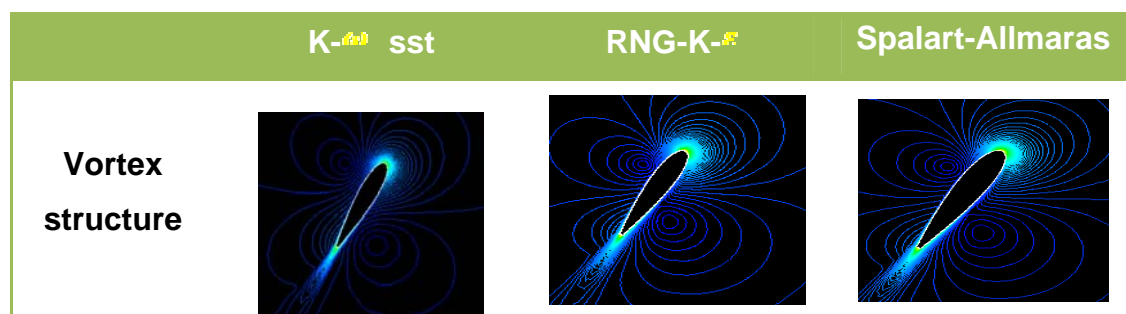 K-ω sst
RNG-K-ε
Spalart-Allmaras
Vortex
structure